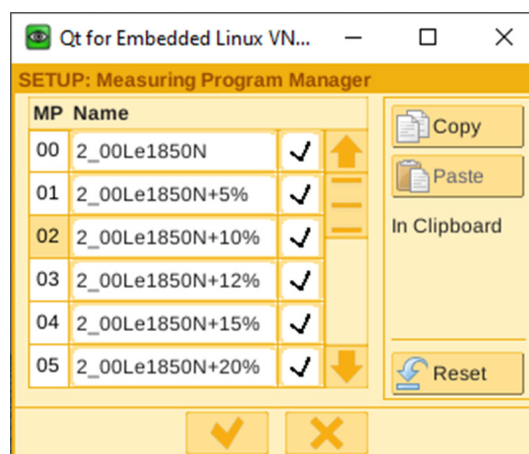 Qt for Embedded Linux VN...
SETUP: Measuring Program Manager
MP Name
00 2_00Le1850N
01 2_00Le1850N+5%
02 2_00Le1850N+10%
03 2_00Le1850N+12%
04 2_00Le1850N+15%
05 2_00Le1850N+20%
Copy
Paste
In Clipboard
Reset